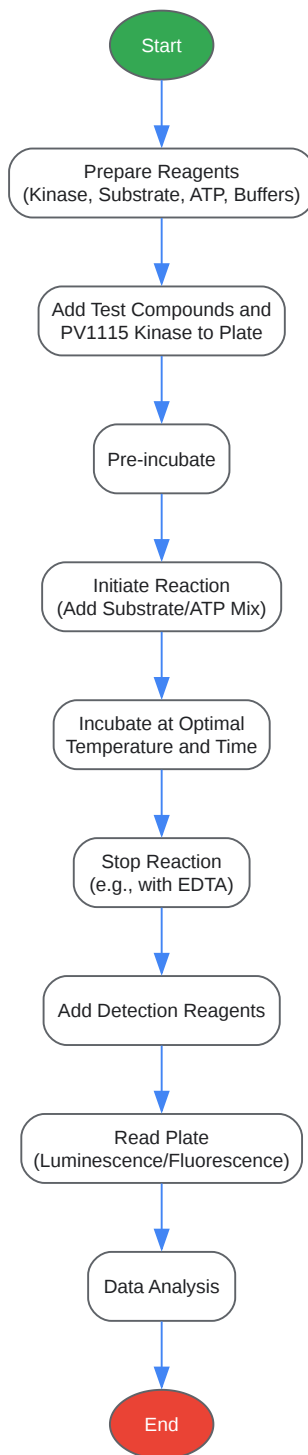 Start
Prepare Reagents
(Kinase, Substrate, ATP, Buffers)
Add Test Compounds and
PV1115 Kinase to Plate
Pre-incubate
Initiate Reaction
(Add Substrate/ATP Mix)
Incubate at Optimal
Temperature and Time
Stop Reaction
(e.g., with EDTA)
Add Detection Reagents
Read Plate
(Luminescence/Fluorescence)
Data Analysis
End